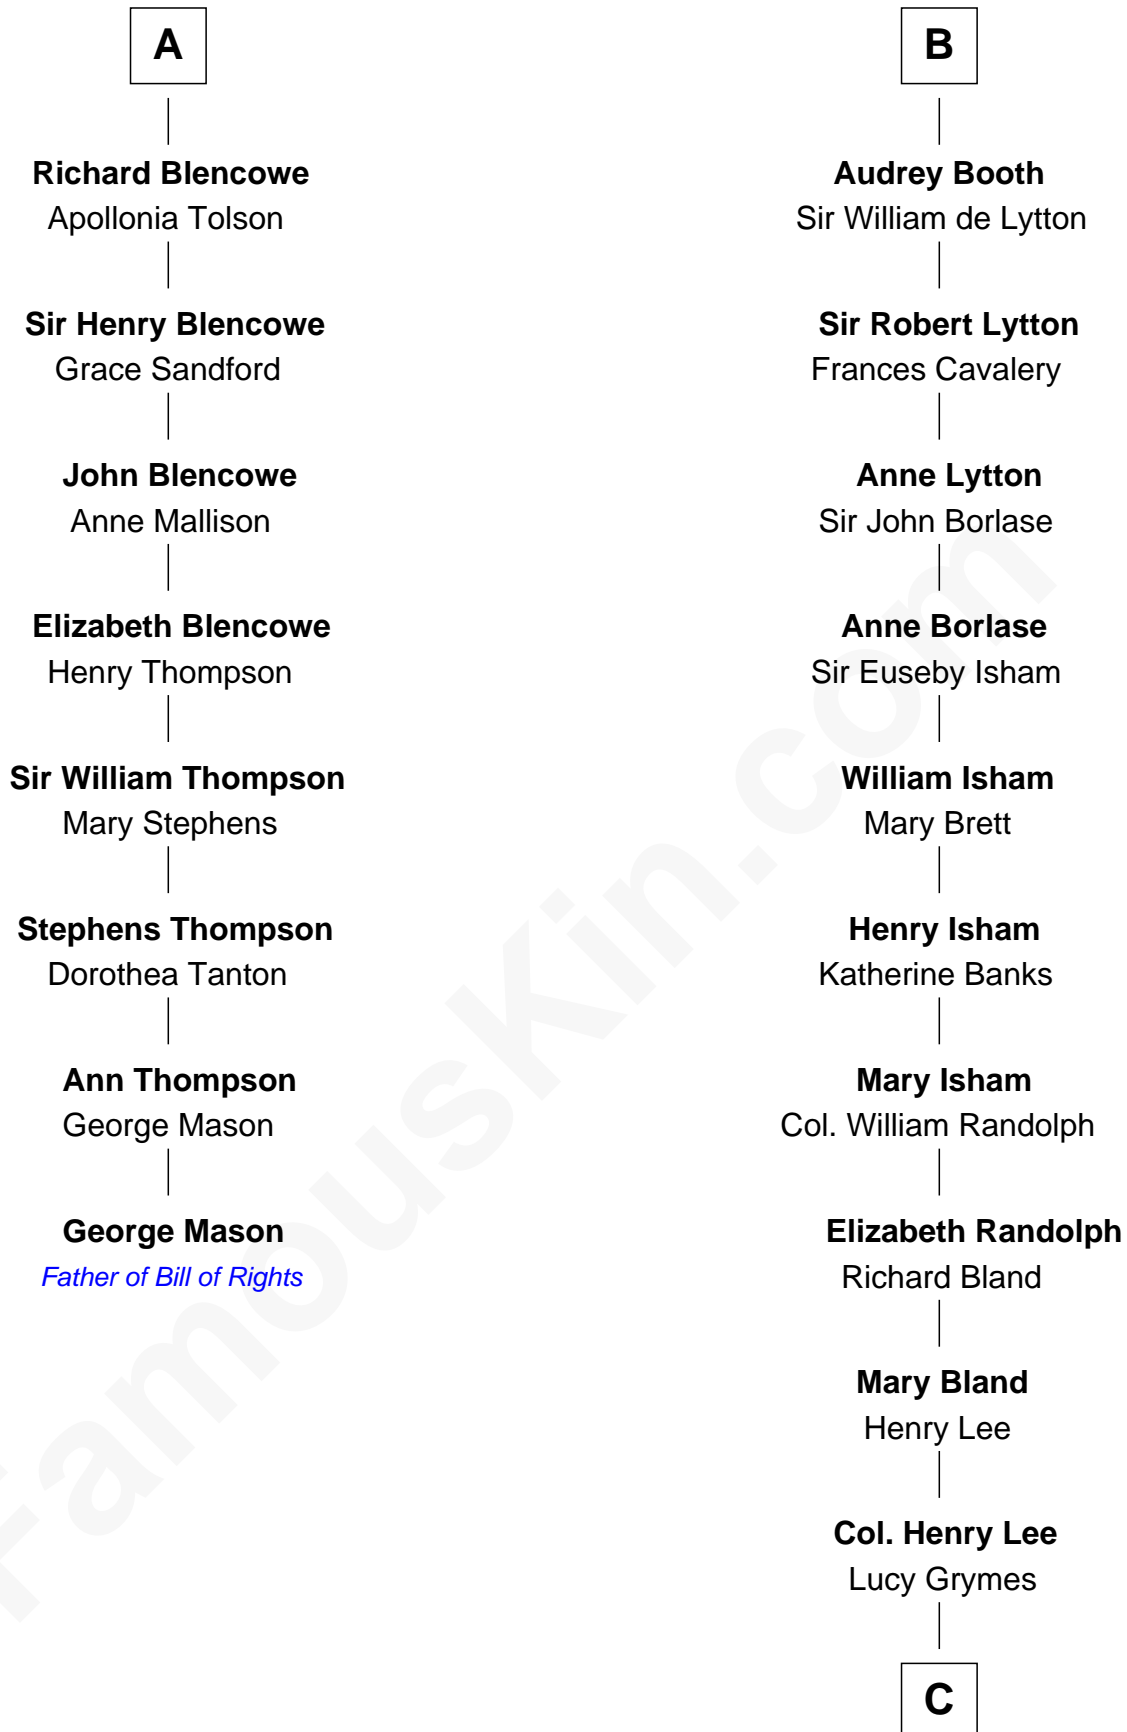 A
Richard Blencowe
Apollonia Tolson
Sir Henry Blencowe
Grace Sandford
John Blencowe
Anne Mallison
Elizabeth Blencowe
Henry Thompson
Sir William Thompson
Mary Stephens
Stephens Thompson
Dorothea Tanton
Ann Thompson
George Mason
George Mason
Father of Bill of Rights
B
Audrey Booth
Sir William de Lytton
Sir Robert Lytton
Frances Cavalery
Anne Lytton
Sir John Borlase
Anne Borlase
Sir Euseby Isham
William Isham
Mary Brett
Henry Isham
Katherine Banks
Mary Isham
Col. William Randolph
Elizabeth Randolph
Richard Bland
Mary Bland
Henry Lee
Col. Henry Lee
Lucy Grymes
C
FamousKin.com